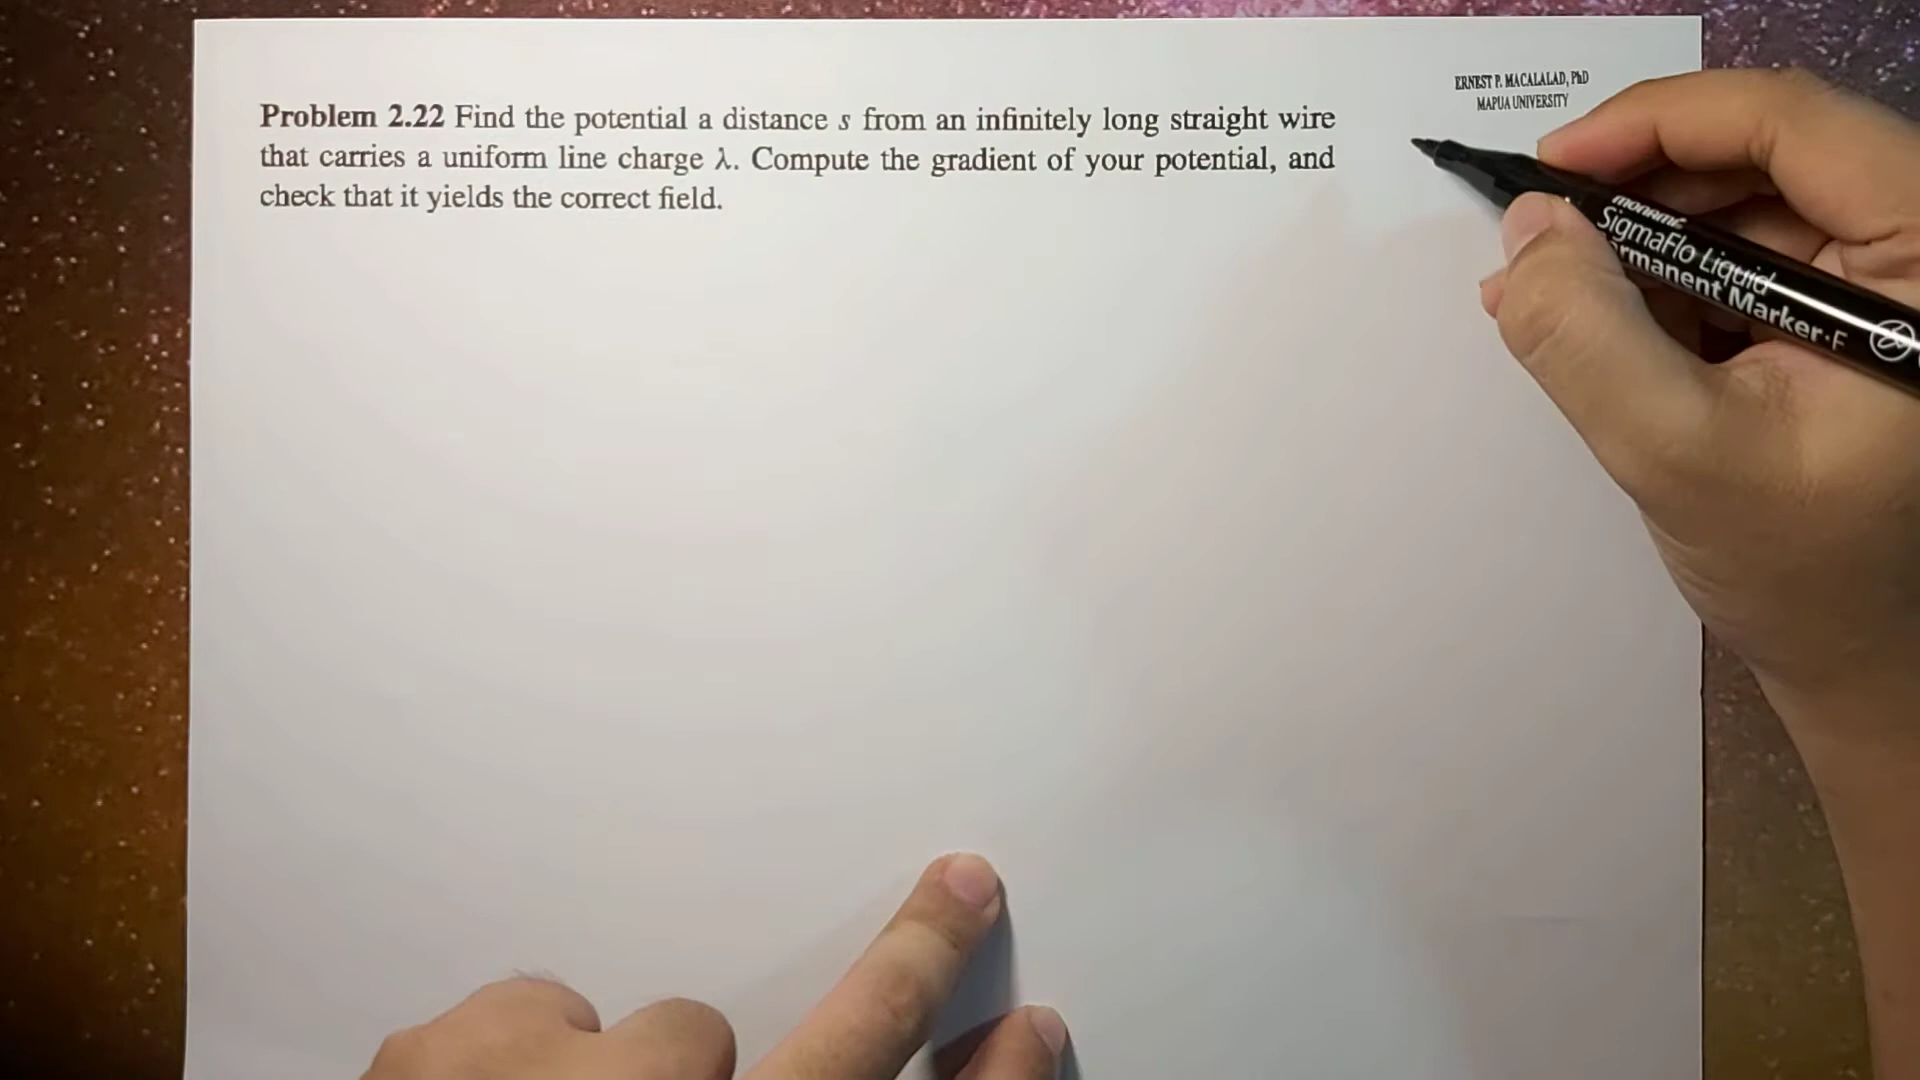 ERNEST P. MACALALAD, PhD
MAPUA UNIVERSITY
Problem 2.22 Find the potential a distance s from an infinitely long straight wire
that carries a uniform line charge λ. Compute the gradient of your potential, and
check that it yields the correct field.
monami
SigmaFlo Liquid
rmanent Marker·F